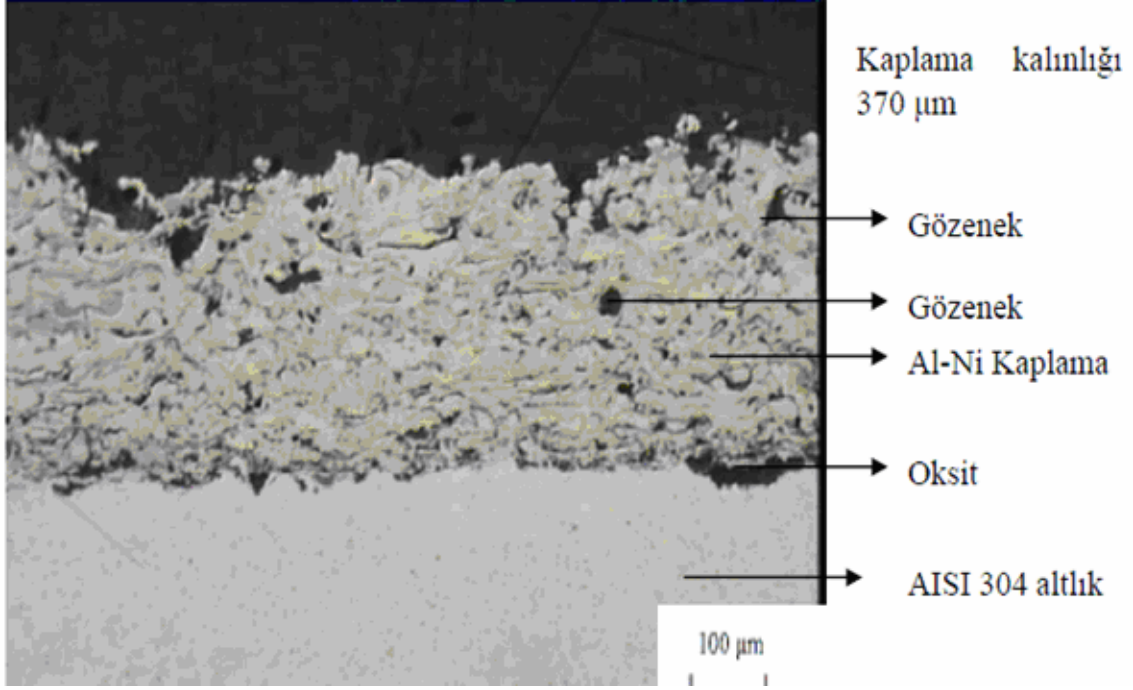 Kaplama kalınlığı
370 µm
Gözenek
Gözenek
Al-Ni Kaplama
Oksit
AISI 304 altlık
100 µm